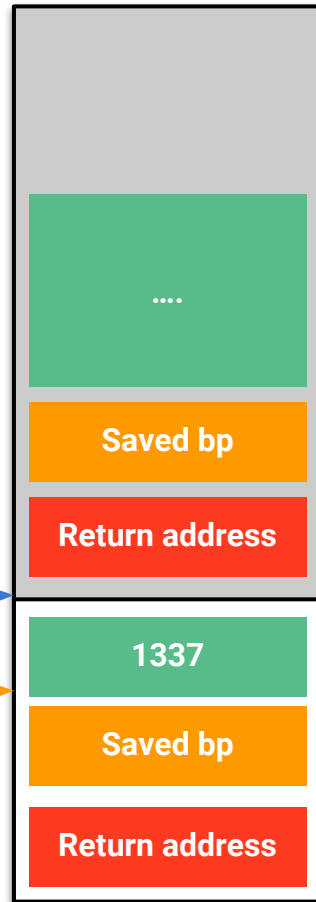 ....
Saved bp
Return address
1337
Saved bp
Return address